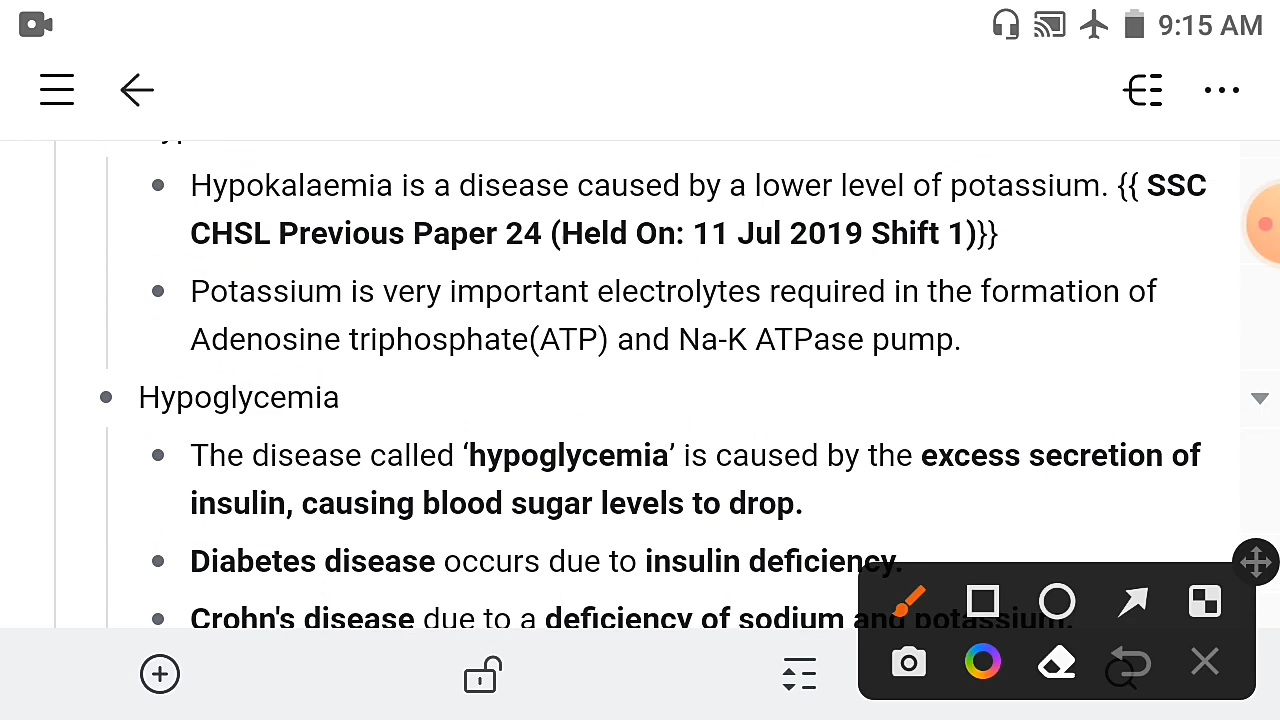 9:15 AM
Hypokalaemia is a disease caused by a lower level of potassium. {{ SSC
CHSL Previous Paper 24 (Held On: 11 Jul 2019 Shift 1)}}
Potassium is very important electrolytes required in the formation of
Adenosine triphosphate(ATP) and Na-K ATPase pump.
Hypoglycemia
The disease called ‘hypoglycemia’ is caused by the excess secretion of
insulin, causing blood sugar levels to drop.
Diabetes disease occurs due to insulin deficiency.
Crohn's disease due to a deficiency of sodium and potassium.